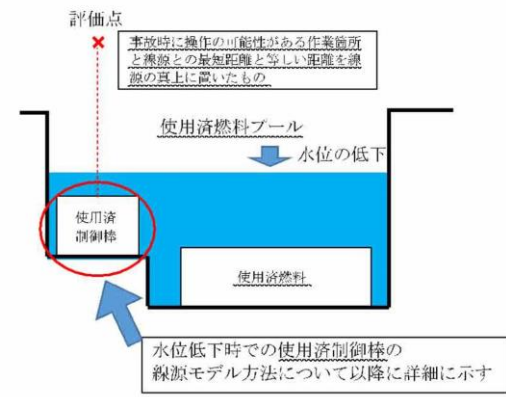 評価点
事故時に操作の可能性がある作業箇所
と線源との最短距離と等しい距離を線
源の真上に置いたもの
使用済燃料プール
水位の低下
使用済
制御棒
使用済燃料
水位低下時での使用済制御棒の
線源モデル方法について以降に詳細に示す